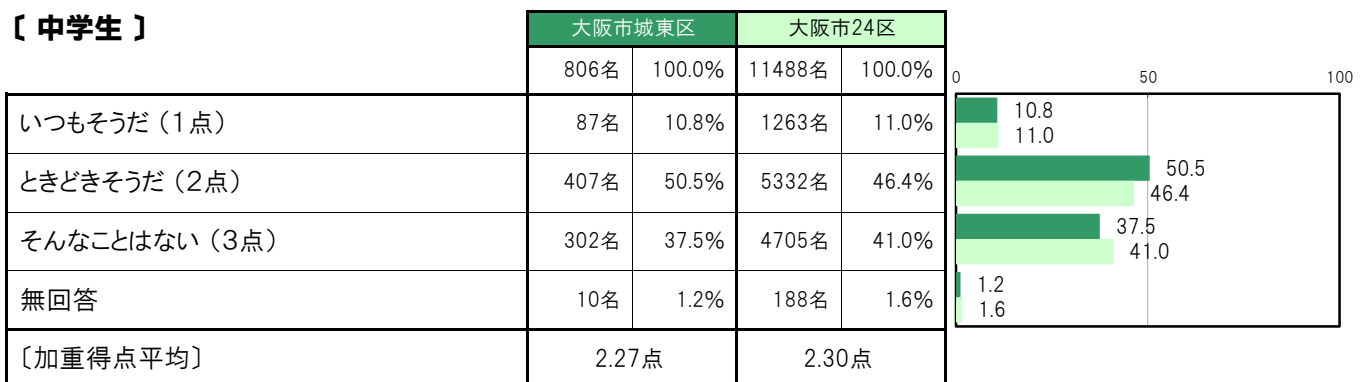 〔 中学生 〕
大阪市城東区 大阪市24区
806名 100.0% 11488名 100.0%
0 50 100
いつもそうだ（1点） 87名 10.8% 1263名 11.0%
10.8
11.0
ときどきそうだ（2点） 407名 50.5% 5332名 46.4%
50.5
46.4
そんなことはない（3点） 302名 37.5% 4705名 41.0%
37.5
41.0
無回答 10名 1.2% 188名 1.6%
1.2
1.6
〔加重得点平均〕 2.27点 2.30点